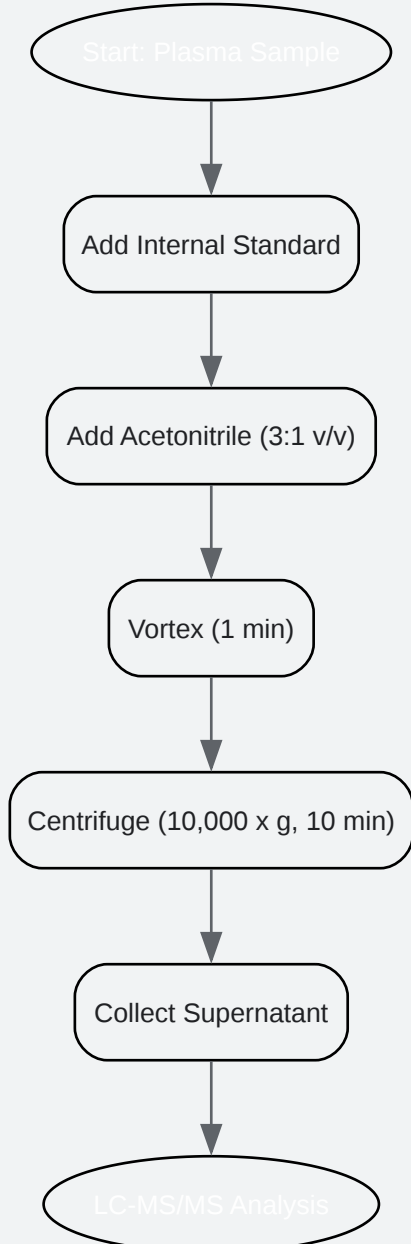 Start: Plasma Sample
Add Internal Standard
Add Acetonitrile (3:1 v/v)
Vortex (1 min)
Centrifuge (10,000 x g, 10 min)
Collect Supernatant
LC-MS/MS Analysis